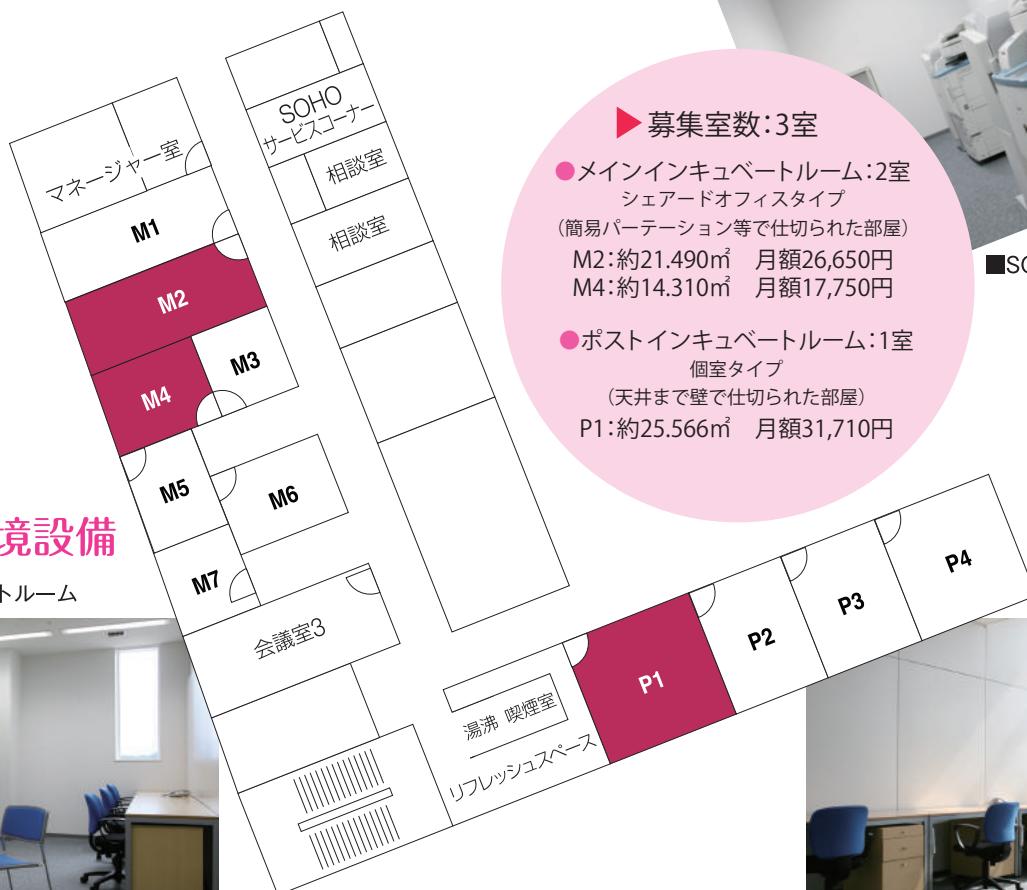 SOHO
サービスコーナー
相談室
相談室
マネージャー室
M1
M2
M3
M4
M5
M6
M7
会議室3
▶募集室数:3室
●メインインキュベートルーム:2室
シェアードオフィスタイプ
(簡易パーテーション等で仕切られた部屋)
M2:約21.490㎡ 月額26,650円
M4:約14.310㎡ 月額17,750円
●ポストインキュベートルーム:1室
個室タイプ
(天井まで壁で仕切られた部屋)
P1:約25.566㎡ 月額31,710円
■SO
境設備
トルーム
P1
P2
P3
P4
湯沸 喫煙室
リフレッシュスペース